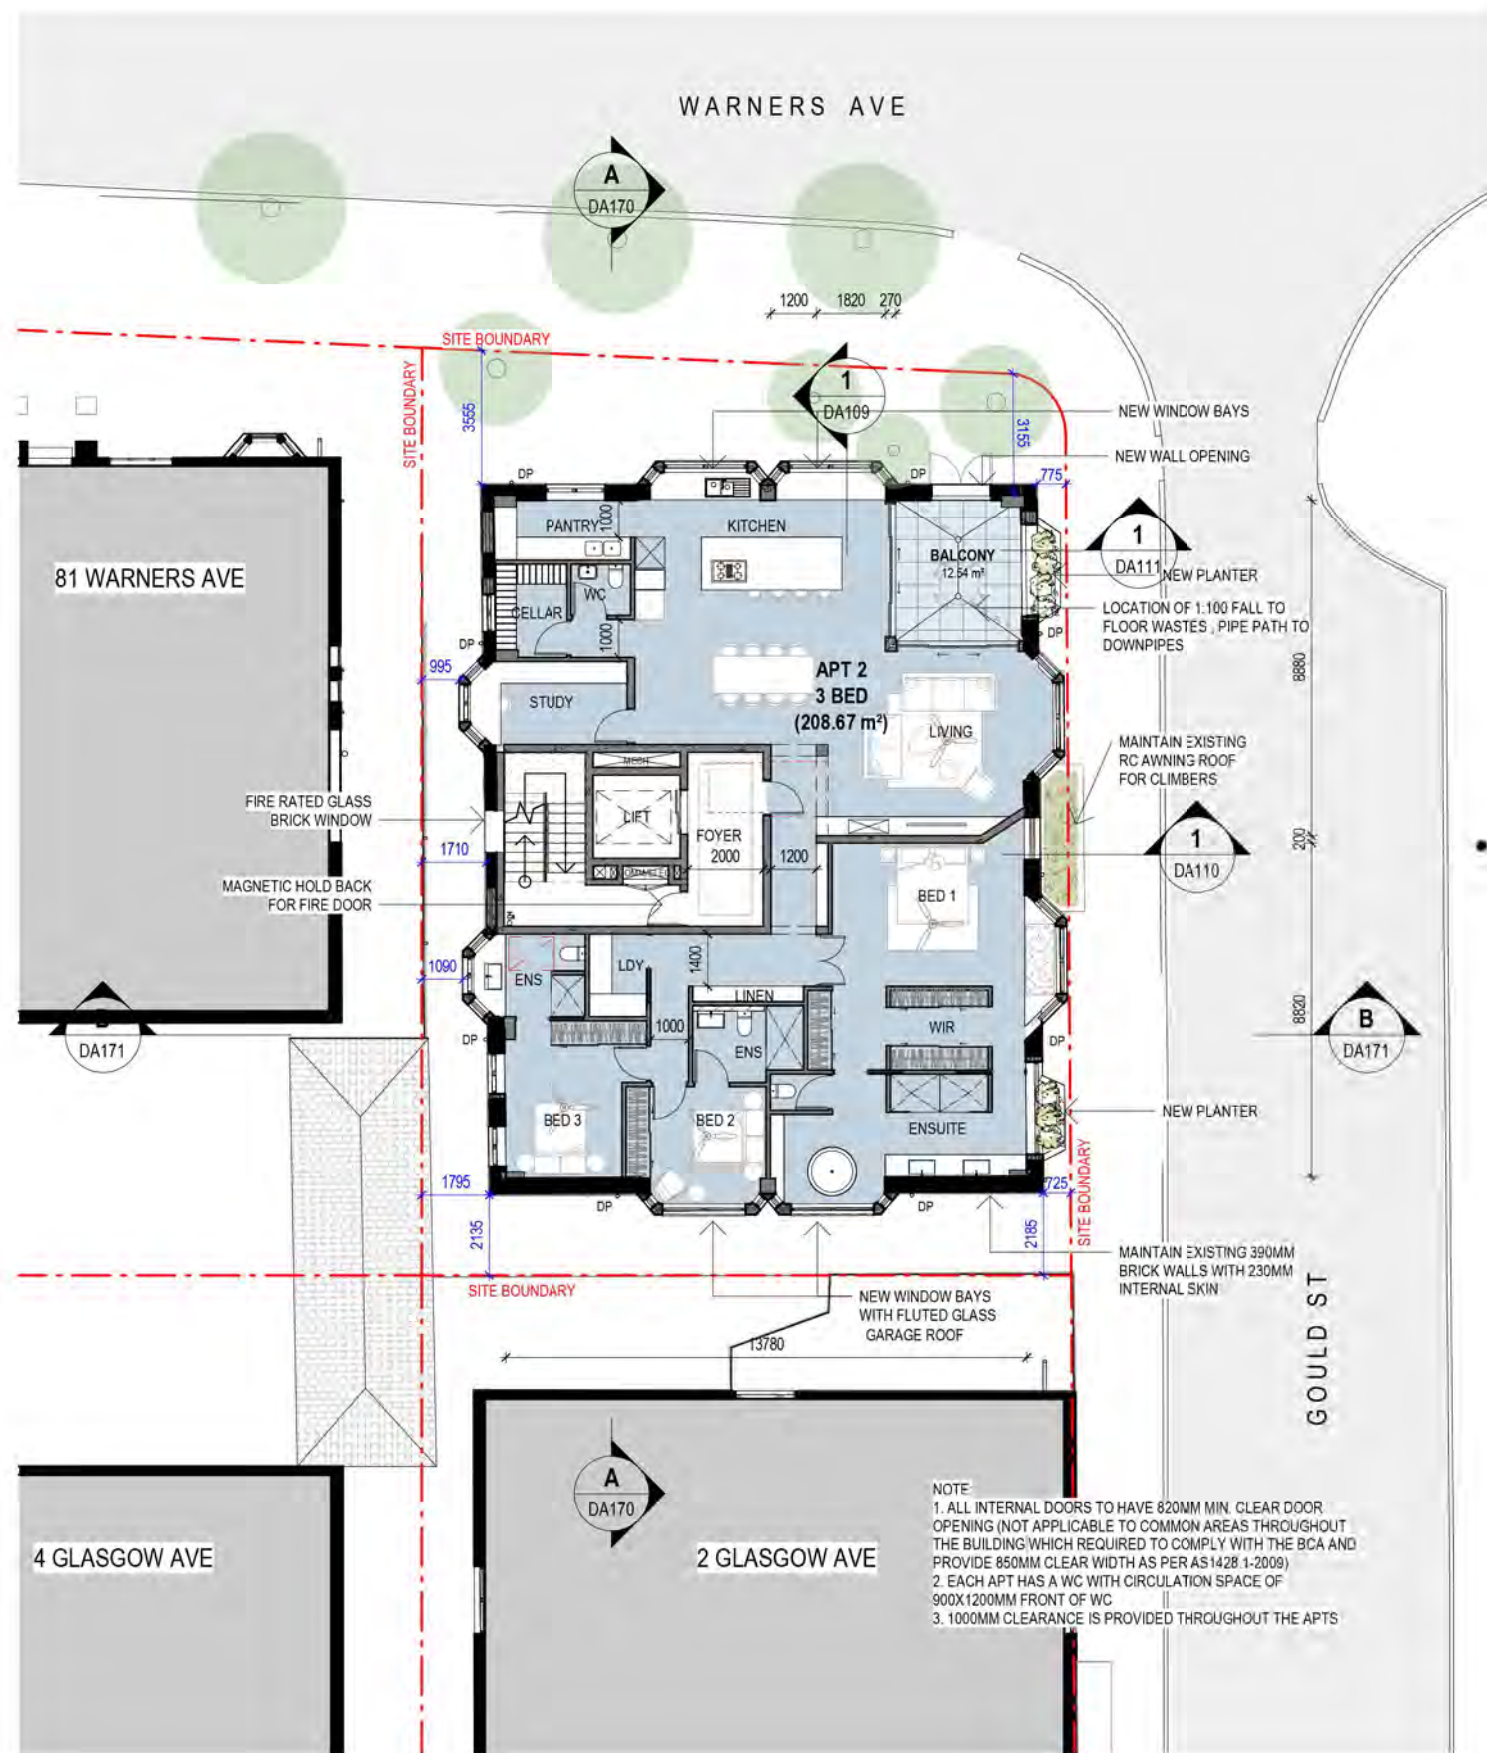 WARNERS AVE
A
DA170
1200 1820 270
SITE BOUNDARY
SITE BOUNDARY
3555
1
DA109
3155
NEW WINDOW BAYS
NEW WALL OPENING
775
DP
DP
PANTRY
1000
KITCHEN
BALCONY
12.54 m²
1
DA111
NEW PLANTER
81 WARNERS AVE
CELLAR
WC
1000
LOCATION OF 1:100 FALL TO
FLOOR WASTES , PIPE PATH TO
DOWNPIPES
DP
DP
995
STUDY
APT 2
3 BED
(208.67 m²)
LIVING
8880
MECH
MAINTAIN EXISTING
RC AWNING ROOF
FOR CLIMBERS
FIRE RATED GLASS
BRICK WINDOW
LIFT
FOYER
2000
1200
1710
200
1
DA110
MAGNETIC HOLD BACK
FOR FIRE DOOR
BED 1
1090
ENS
LDY
1400
LINEN
1000
ENS
WIR
8820
DA171
DP
DP
B
DA171
BED 3
BED 2
ENSUITE
NEW PLANTER
1795
DP
DP
725
SITE BOUNDARY
2135
2185
MAINTAIN EXISTING 390MM
BRICK WALLS WITH 230MM
INTERNAL SKIN
SITE BOUNDARY
NEW WINDOW BAYS
WITH FLUTED GLASS
GARAGE ROOF
13780
GOULD ST
A
DA170
4 GLASGOW AVE
2 GLASGOW AVE
NOTE:
1. ALL INTERNAL DOORS TO HAVE 820MM MIN. CLEAR DOOR
OPENING (NOT APPLICABLE TO COMMON AREAS THROUGHOUT
THE BUILDING WHICH REQUIRED TO COMPLY WITH THE BCA AND
PROVIDE 850MM CLEAR WIDTH AS PER AS1428.1-2009)
2. EACH APT HAS A WC WITH CIRCULATION SPACE OF
900X1200MM FRONT OF WC
3. 1000MM CLEARANCE IS PROVIDED THROUGHOUT THE APTS